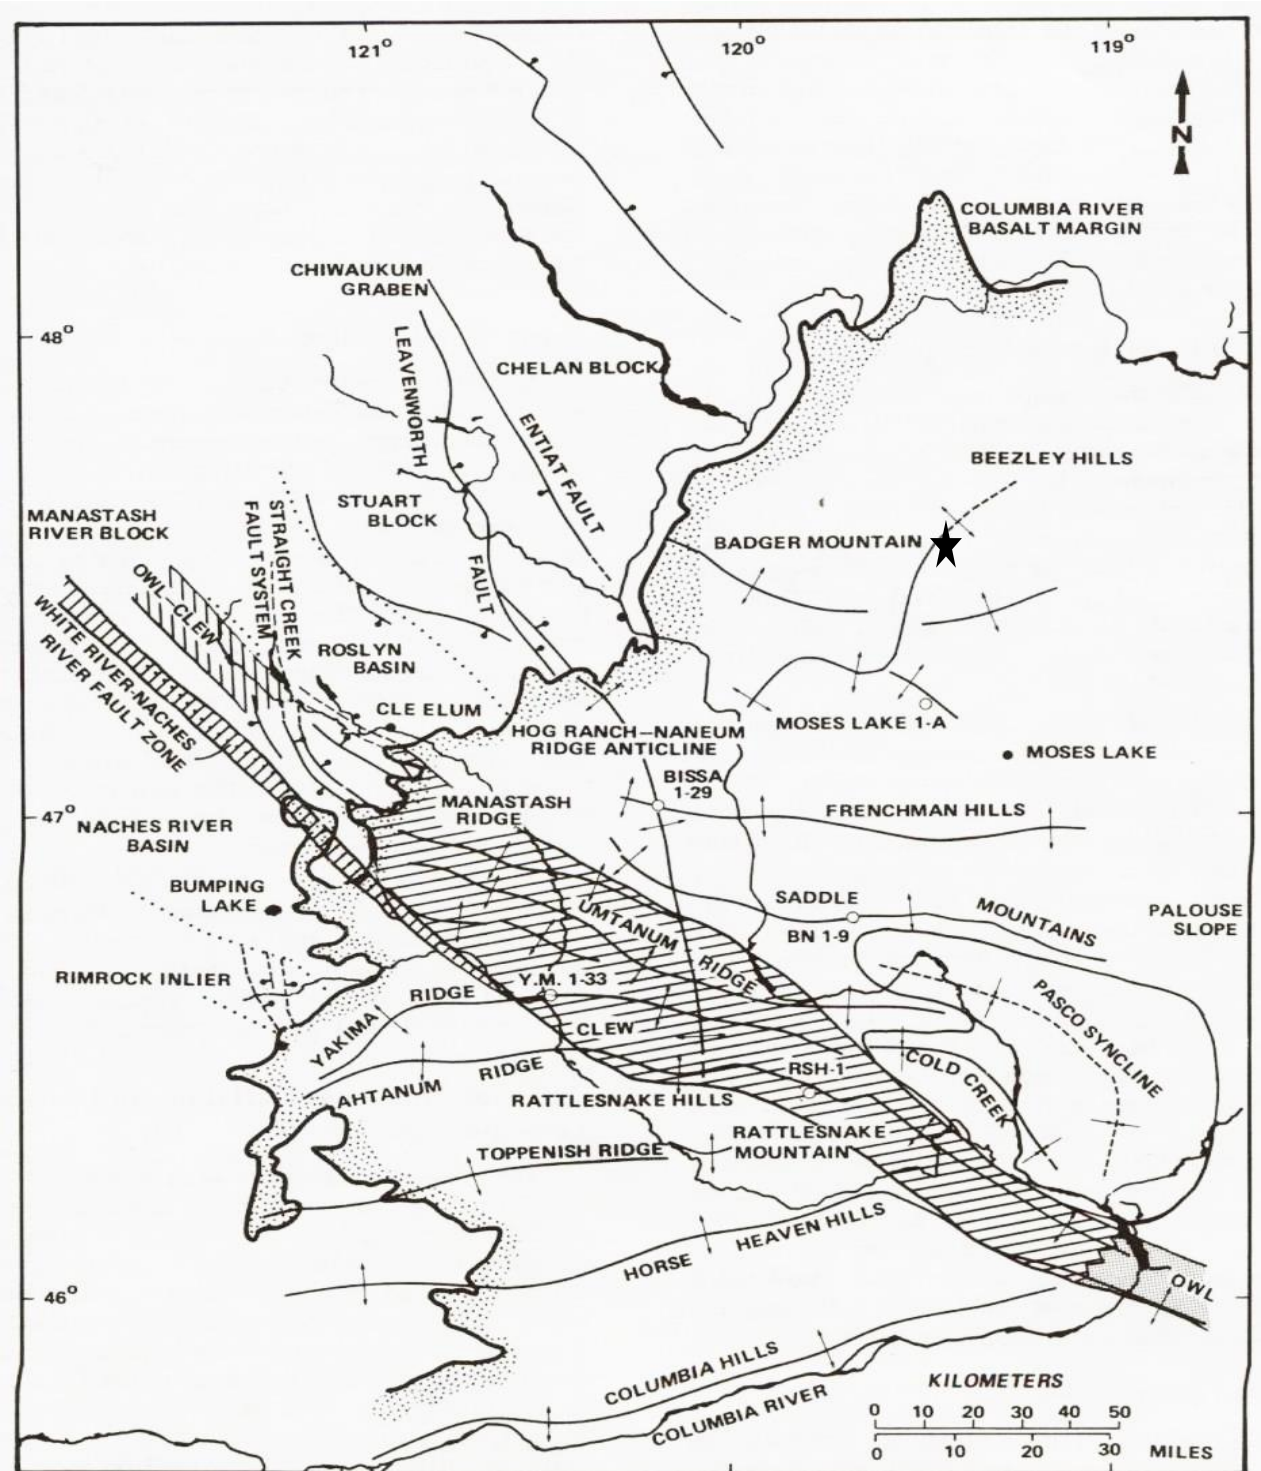 121°
120°
119°
N
COLUMBIA RIVER
BASALT MARGIN
CHIWAUKUM
GRABEN
48°
LEAVENWORTH
FAULT
CHELAN BLOCK
ENTIAT FAULT
BEEZLEY HILLS
STUART
BLOCK
STRAIGHT CREEK
FAULT SYSTEM
MANASTASH
RIVER BLOCK
BADGER MOUNTAIN
OWL-CLEW
WHITE RIVER-NACHES
RIVER FAULT ZONE
ROSLYN
BASIN
CLE ELUM
HOG RANCH–NANEUM
RIDGE ANTICLINE
MOSES LAKE 1-A
MOSES LAKE
BISSA
1-29
MANASTASH
RIDGE
FRENCHMAN HILLS
47°
NACHES RIVER
BASIN
BUMPING
LAKE
SADDLE
MOUNTAINS
BN 1-9
PALOUSE
SLOPE
UMTANUM
RIDGE
RIMROCK INLIER
Y.M. 1-33
YAKIMA
RIDGE
PASCO SYNCLINE
CLEW
COLD CREEK
AHTANUM
RIDGE
RSH-1
RATTLESNAKE HILLS
RATTLESNAKE
MOUNTAIN
TOPPENISH RIDGE
HORSE
HEAVEN HILLS
46°
OWL
COLUMBIA HILLS
COLUMBIA RIVER
KILOMETERS
0 10 20 30 40 50
0 10 20 30 MILES